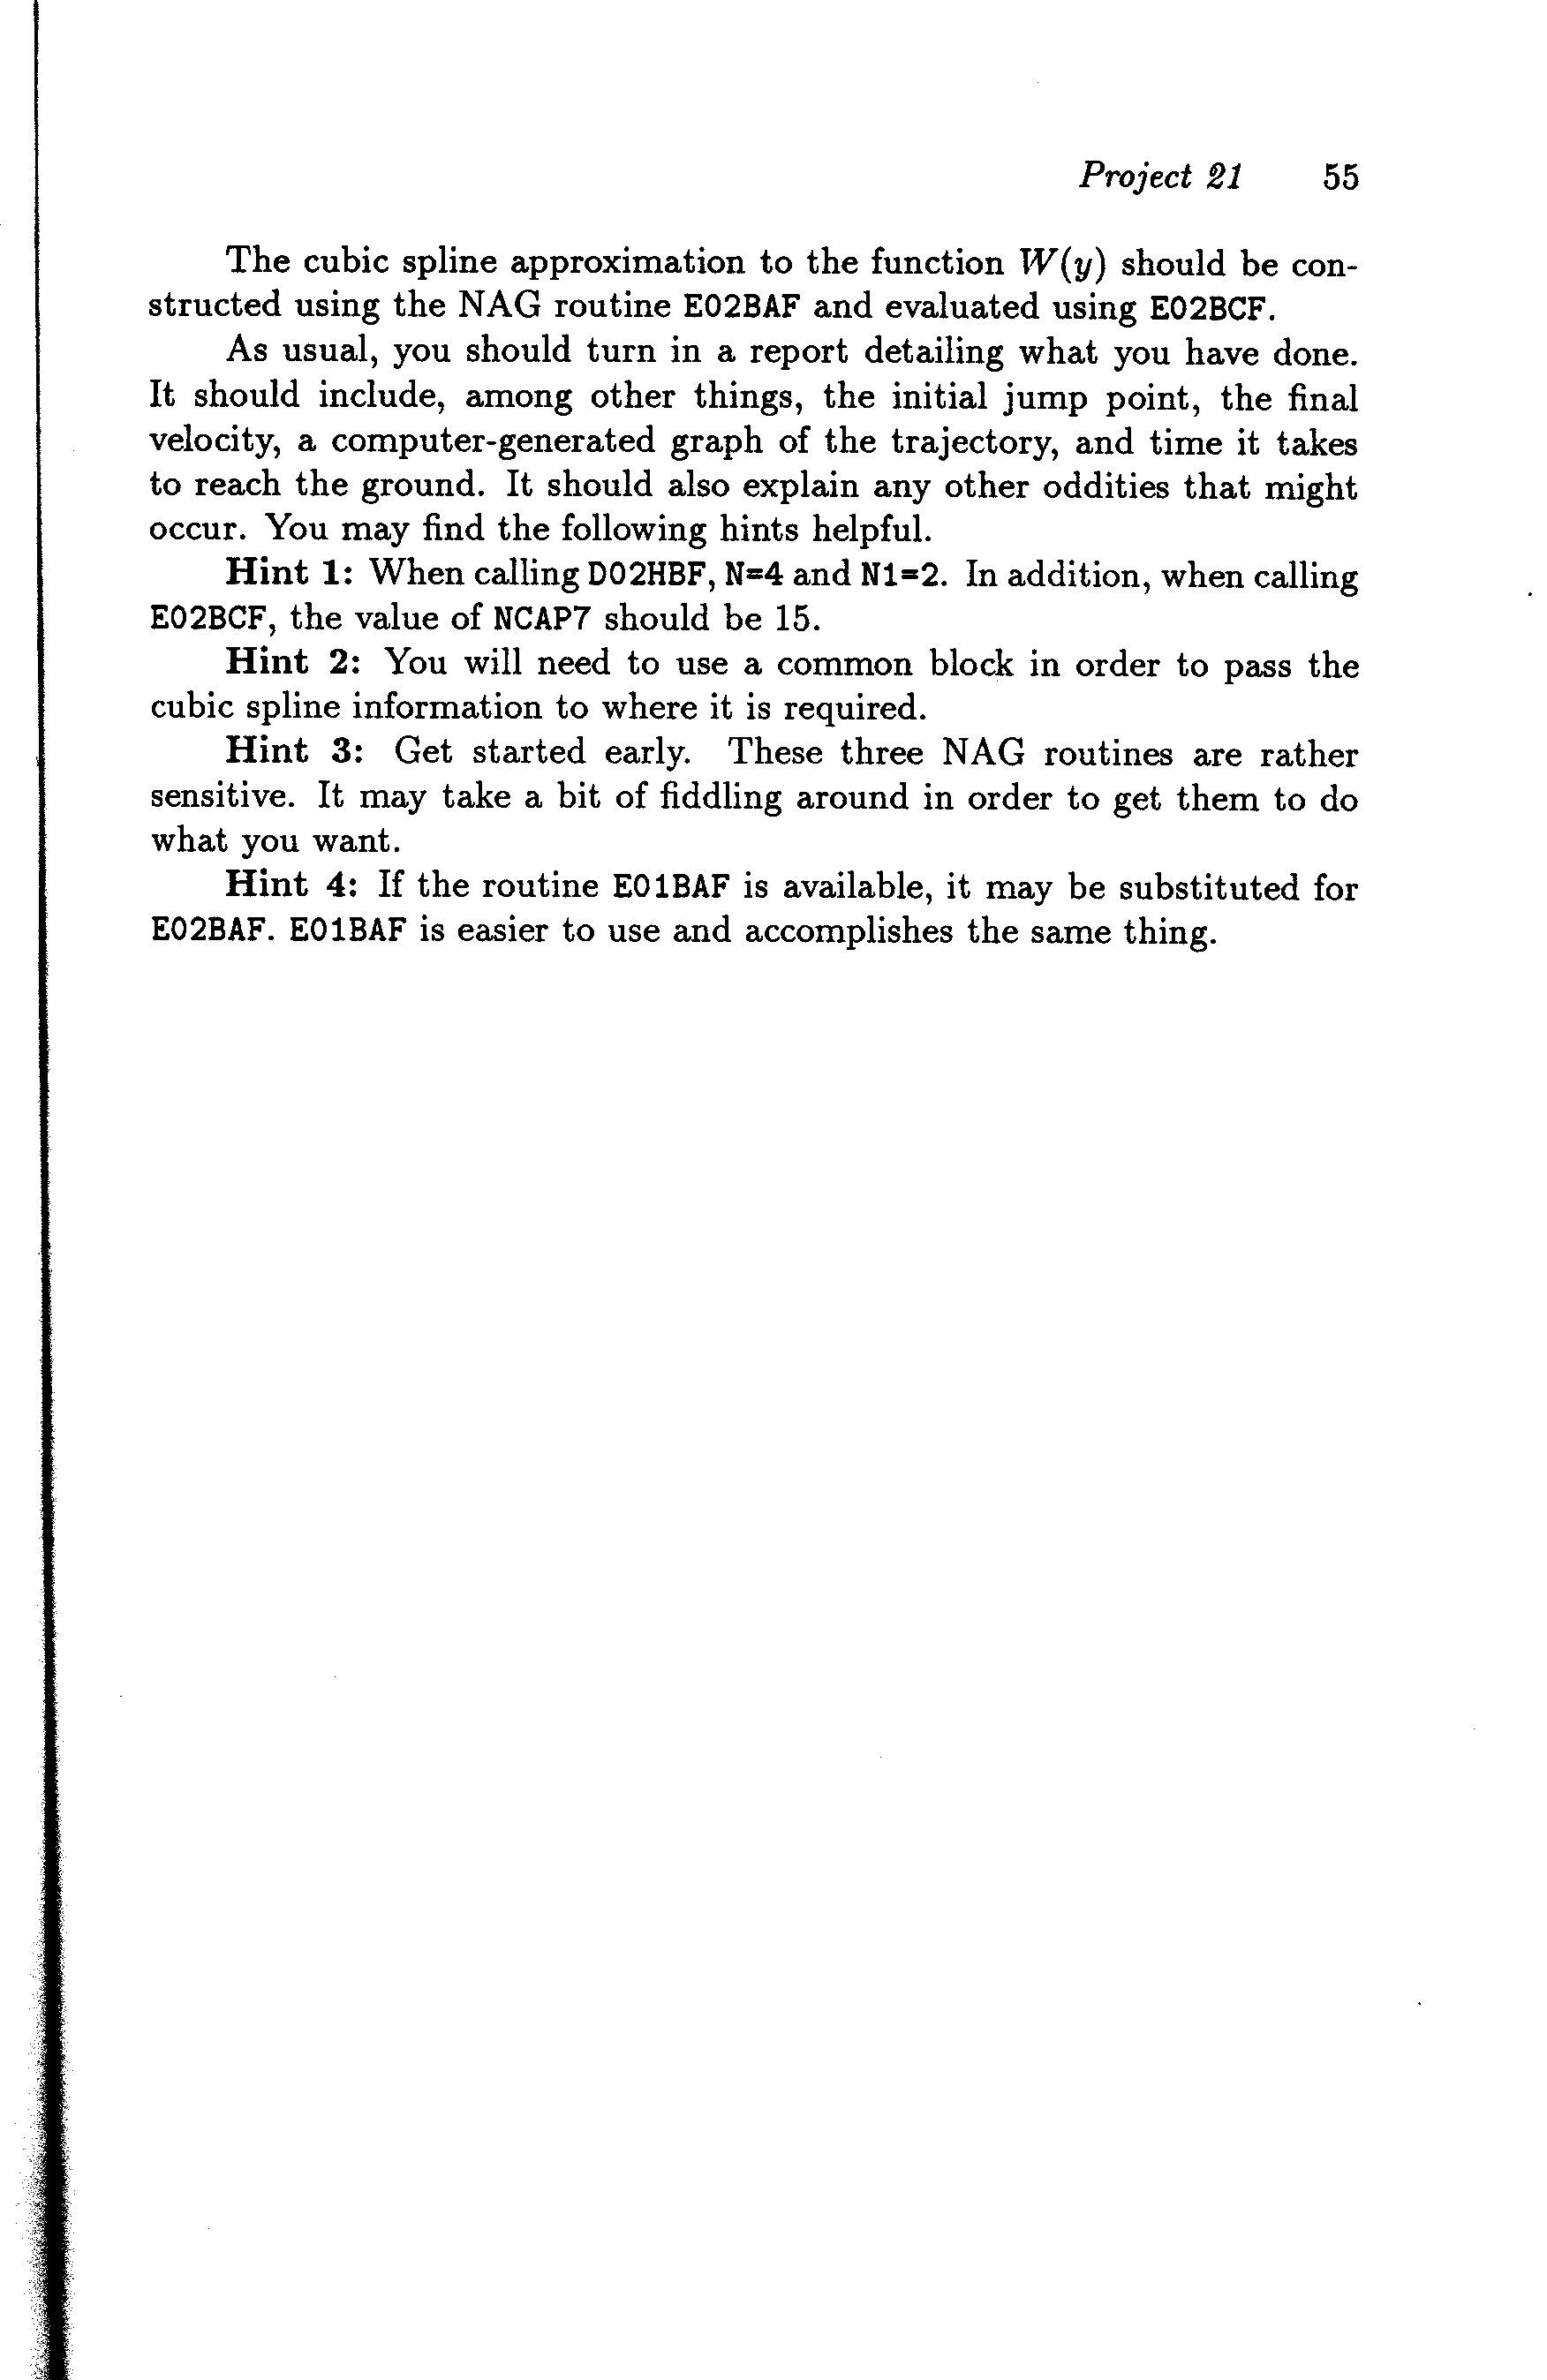 Project 21 55
The cubic spline approximation to the function W(y) should be con-
structed using the NAG routine E02BAF and evaluated using E02BCF.
As usual, you should turn in a report detailing what you have done.
It should include, among other things, the initial jump point, the final
velocity, a computer-generated graph of the trajectory, and time it takes
to reach the ground. It should also explain any other oddities that might
occur. You may find the following hints helpful.
Hint 1: When calling D02HBF, N=4 and N1=2. In addition, when calling
E02BCF, the value of NCAP7 should be 15.
Hint 2: You will need to use a common block in order to pass the
cubic spline information to where it is required.
Hint 3: Get started early. These three NAG routines are rather
sensitive. It may take a bit of fiddling around in order to get them to do
what you want.
Hint 4: If the routine E01BAF is available, it may be substituted for
E02BAF. E01BAF is easier to use and accomplishes the same thing.